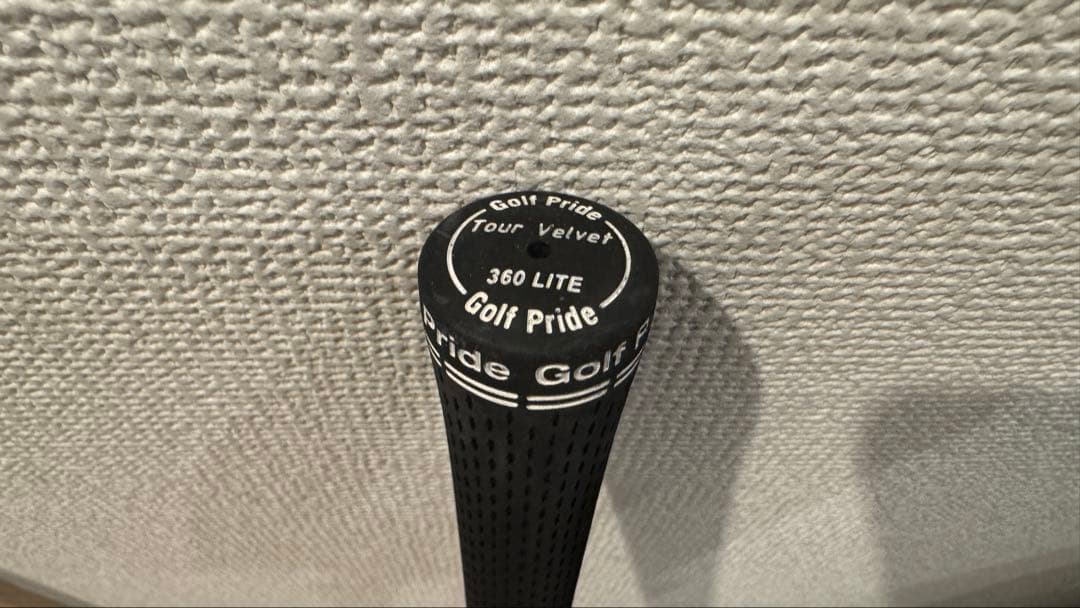 Golf Pride
Tour Velvet
360 LITE
Golf Pride
Pride Golf P